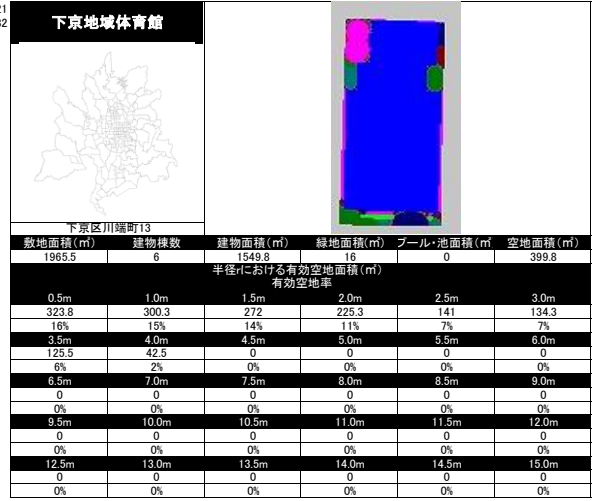 21
32
下京地域体育館
下京区川端町13
敷地面積(㎡) 建物棟数 建物面積(㎡) 緑地面積(㎡) プール・池面積(㎡ 空地面積(㎡)
1965.5 6 1549.8 16 0 399.8
半径rにおける有効空地面積(㎡)
有効空地率
0.5m 1.0m 1.5m 2.0m 2.5m 3.0m
323.8 300.3 272 225.3 141 134.3
16% 15% 14% 11% 7% 7%
3.5m 4.0m 4.5m 5.0m 5.5m 6.0m
125.5 42.5 0 0 0 0
6% 2% 0% 0% 0% 0%
6.5m 7.0m 7.5m 8.0m 8.5m 9.0m
0 0 0 0 0 0
0% 0% 0% 0% 0% 0%
9.5m 10.0m 10.5m 11.0m 11.5m 12.0m
0 0 0 0 0 0
0% 0% 0% 0% 0% 0%
12.5m 13.0m 13.5m 14.0m 14.5m 15.0m
0 0 0 0 0 0
0% 0% 0% 0% 0% 0%